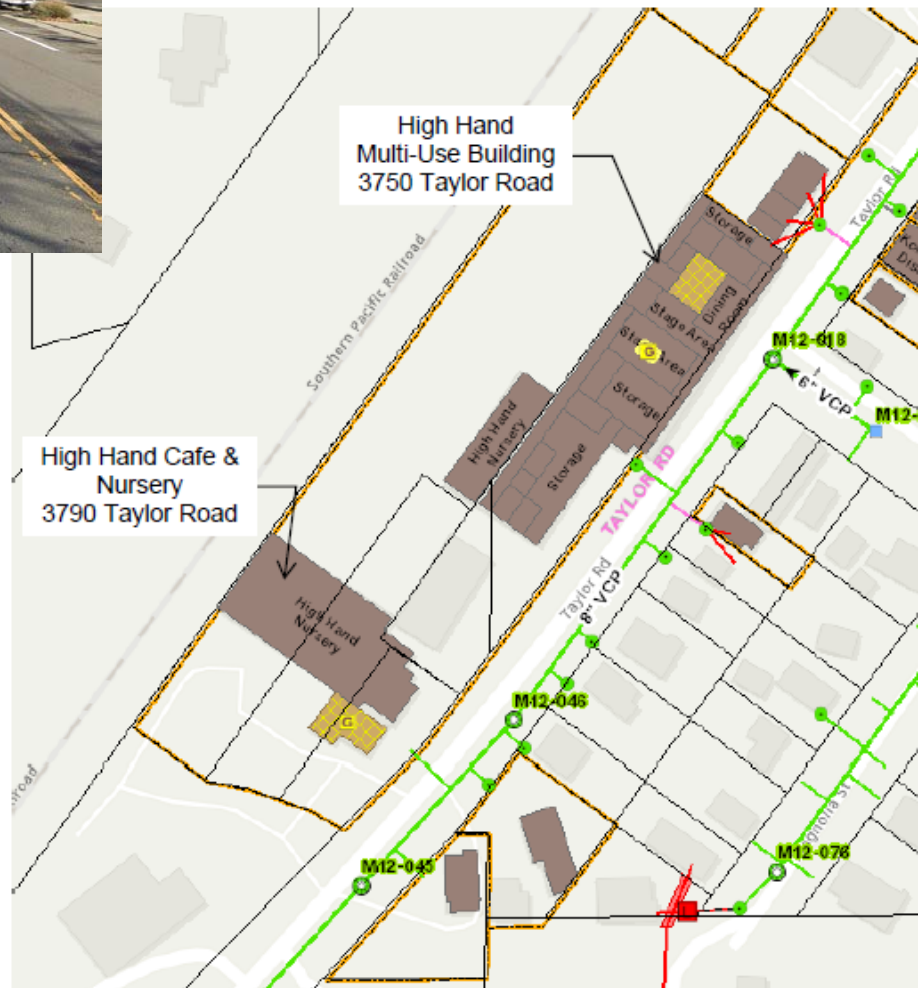 High Hand
Multi-Use Building
3750 Taylor Road
Taylor Rd
Storage
Dining
Room
Stage Area
G
Storage
Storage
High Hand
Nursery
Southern Pacific Railroad
M12-018
6" VCP
M12-
TAYLOR RD
High Hand Cafe &
Nursery
3790 Taylor Road
Taylor Rd
8" VCP
High Hand
Nursery
G
M12-046
M12-045
M12-076